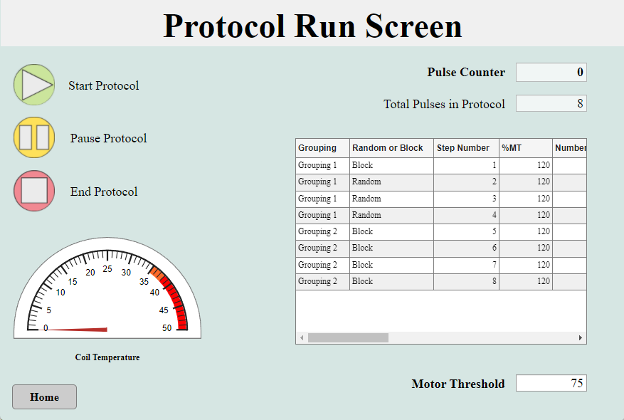 Protocol Run Screen
Start Protocol
Pause Protocol
End Protocol
Pulse Counter 0
Total Pulses in Protocol 8
Grouping Random or Block Step Number %MT Number
Grouping 1 Block 1 120
Grouping 1 Random 2 120
Grouping 1 Random 3 120
Grouping 1 Random 4 120
Grouping 2 Block 5 120
Grouping 2 Block 6 120
Grouping 2 Block 7 120
Grouping 2 Block 8 120
0 5 10 15 20 25 30 35 40 45 50
Coil Temperature
Home
Motor Threshold 75